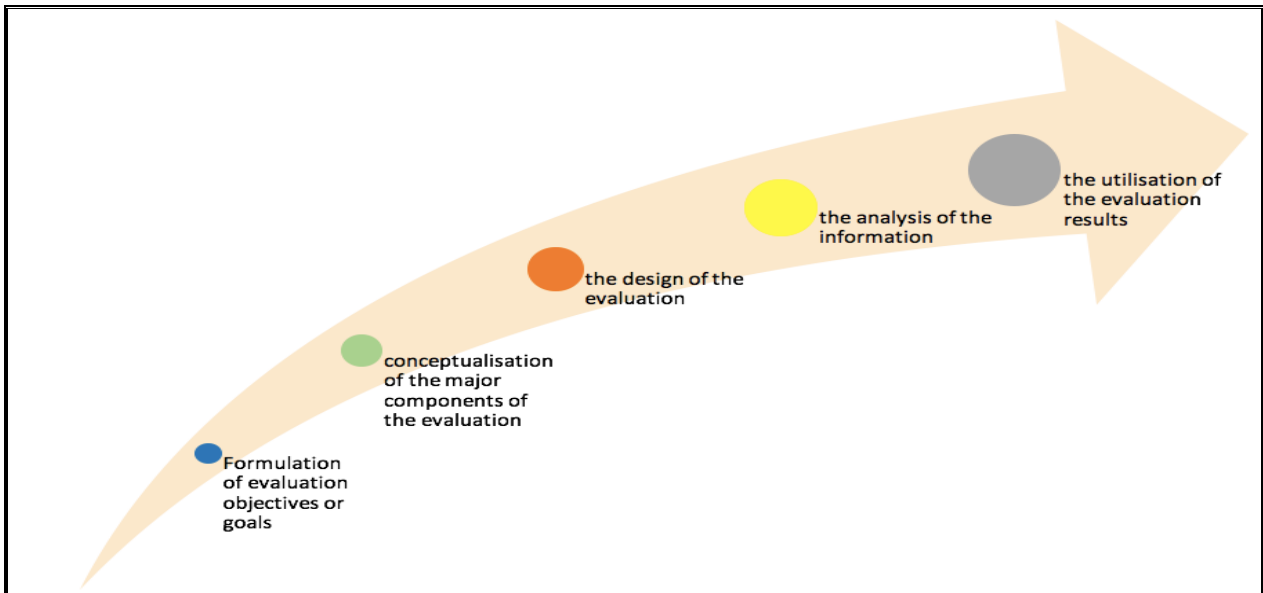 Formulation
of evaluation
objectives or
goals
conceptualisation
of the major
components of
the evaluation
the design of the
evaluation
the analysis of the
information
the utilisation of
the evaluation
results